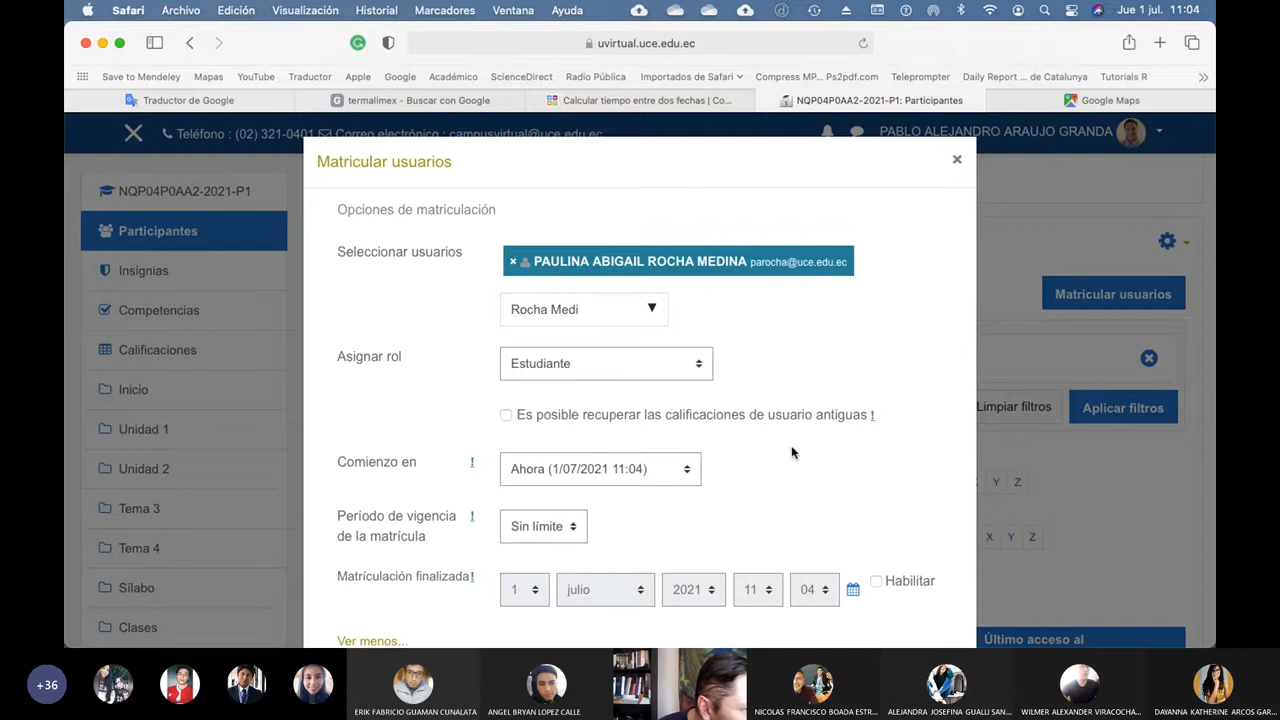 Safari Archivo Edición Visualización Historial Marcadores Ventana Ayuda Jue 1 jul. 11:04
uvirtual.uce.edu.ec
Save to Mendeley Mapas YouTube Traductor Apple Google Académico ScienceDirect Radio Pública Importados de Safari Compress MP... Ps2pdf.com Teleprompter Daily Report ... de Catalunya Tutorials R
Traductor de Google termalimex - Buscar con Google Calcular tiempo entre dos fechas | Co... NQP04P0AA2-2021-P1: Participantes Google Maps
Teléfono : (02) 321-0401 Correo electrónico : campusvirtual@uce.edu.ec PABLO ALEJANDRO ARAUJO GRANDA
Matricular usuarios
NQP04P0AA2-2021-P1
Opciones de matriculación
Participantes
Seleccionar usuarios
× PAULINA ABIGAIL ROCHA MEDINA parocha@uce.edu.ec
Insignias
Matricular usuarios
Competencias
Rocha Medi
Calificaciones
Asignar rol
Estudiante
Inicio
Limpiar filtros
Aplicar filtros
Es posible recuperar las calificaciones de usuario antiguas !
Unidad 1
Comienzo en !
Ahora (1/07/2021 11:04)
Unidad 2
Y Z
Tema 3
Período de vigencia !
de la matrícula
Sin límite
X Y Z
Tema 4
Matrículación finalizada !
1 julio 2021 11 04
Habilitar
Sílabo
Clases
Ver menos...
Último acceso al
+36
ERIK FABRICIO GUAMAN CUNALATA
ANGEL BRYAN LOPEZ CALLE
NICOLAS FRANCISCO BOADA ESTR...
ALEJANDRA JOSEFINA GUALLI SAN...
WILMER ALEXANDER VIRACOCHA...
DAYANNA KATHERINE ARCOS GAR...